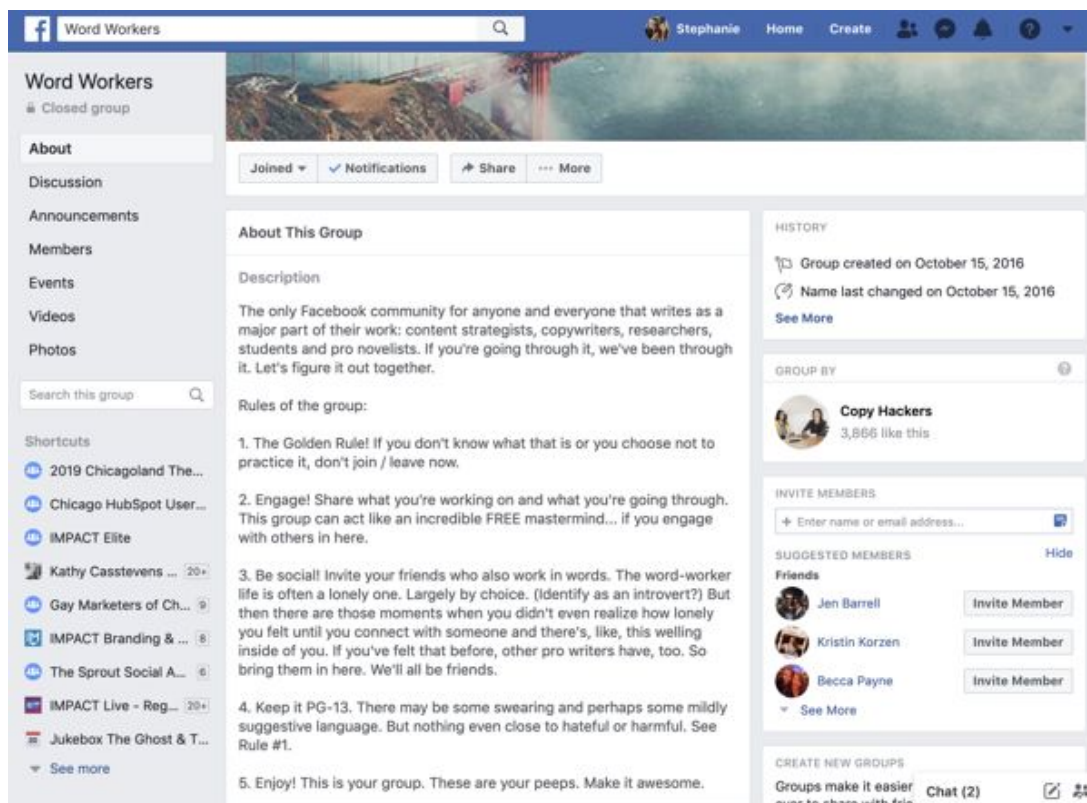 Word Workers
Stephanie
Home
Create
Word Workers
Closed group
About
Discussion
Announcements
Members
Events
Videos
Photos
Search this group
Shortcuts
2019 Chicagoland The...
Chicago HubSpot User...
IMPACT Elite
Kathy Casstevens ... 20+
Gay Marketers of Ch... 9
IMPACT Branding & ... 8
The Sprout Social A... 6
IMPACT Live - Reg... 20+
Jukebox The Ghost & T...
See more
Joined
Notifications
Share
More
About This Group
Description
The only Facebook community for anyone and everyone that writes as a
major part of their work: content strategists, copywriters, researchers,
students and pro novelists. If you're going through it, we've been through
it. Let's figure it out together.
Rules of the group:
1. The Golden Rule! If you don't know what that is or you choose not to
practice it, don't join / leave now.
2. Engage! Share what you're working on and what you're going through.
This group can act like an incredible FREE mastermind... if you engage
with others in here.
3. Be social! Invite your friends who also work in words. The word-worker
life is often a lonely one. Largely by choice. (Identify as an introvert?) But
then there are those moments when you didn't even realize how lonely
you felt until you connect with someone and there's, like, this welling
inside of you. If you've felt that before, other pro writers have, too. So
bring them in here. We'll all be friends.
4. Keep it PG-13. There may be some swearing and perhaps some mildly
suggestive language. But nothing even close to hateful or harmful. See
Rule #1.
5. Enjoy! This is your group. These are your peeps. Make it awesome.
HISTORY
Group created on October 15, 2016
Name last changed on October 15, 2016
See More
GROUP BY
Copy Hackers
3,866 like this
INVITE MEMBERS
+ Enter name or email address...
SUGGESTED MEMBERS
Hide
Friends
Jen Barrell
Invite Member
Kristin Korzen
Invite Member
Becca Payne
Invite Member
See More
CREATE NEW GROUPS
Groups make it easier
Chat (2)